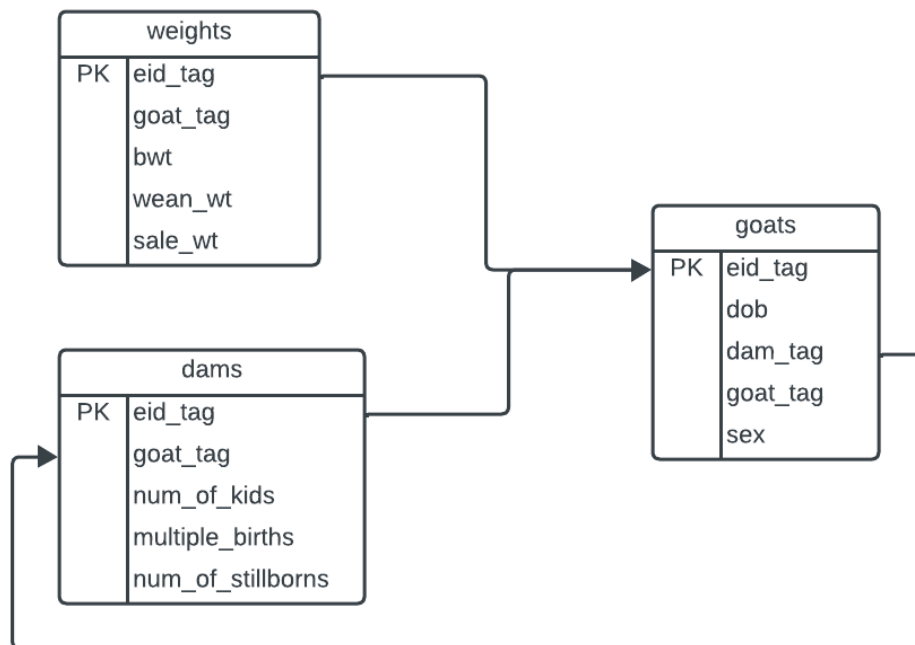 weights
PK eid_tag
goat_tag
bwt
wean_wt
sale_wt
goats
PK eid_tag
dob
dam_tag
goat_tag
sex
dams
PK eid_tag
goat_tag
num_of_kids
multiple_births
num_of_stillborns